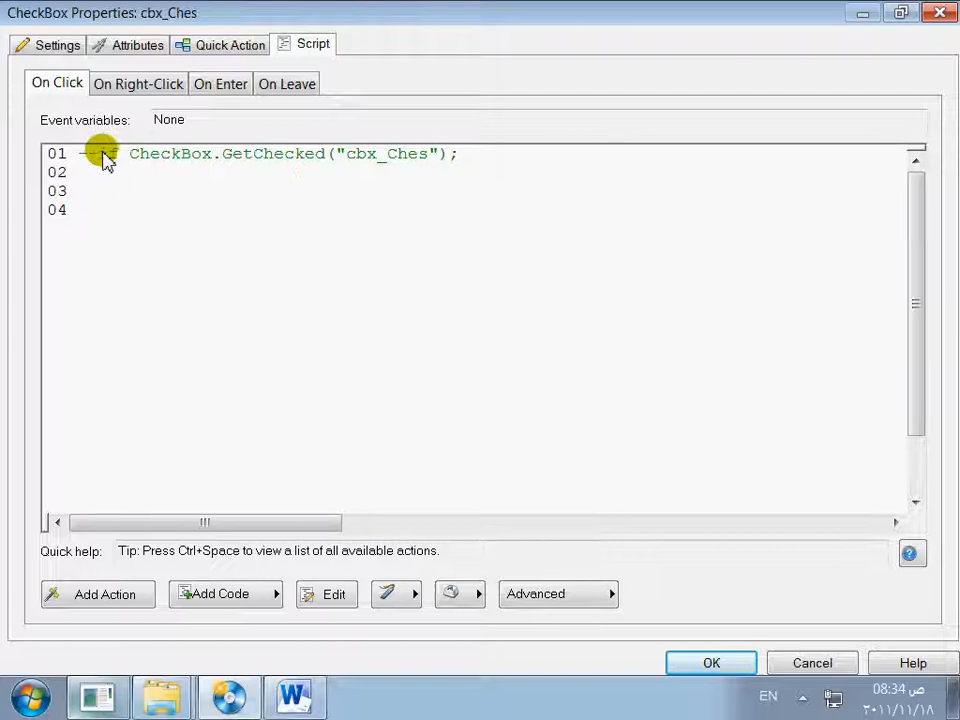 CheckBox Properties: cbx_Ches
Settings Attributes Quick Action Script
On Click On Right-Click On Enter On Leave
Event variables: None
01 --if CheckBox.GetChecked("cbx_Ches");
02
03
04
Quick help: Tip: Press Ctrl+Space to view a list of all available actions.
Add Action Add Code Edit Advanced
OK Cancel Help
EN 08:34 ص
٢٠١١/١١/١٨